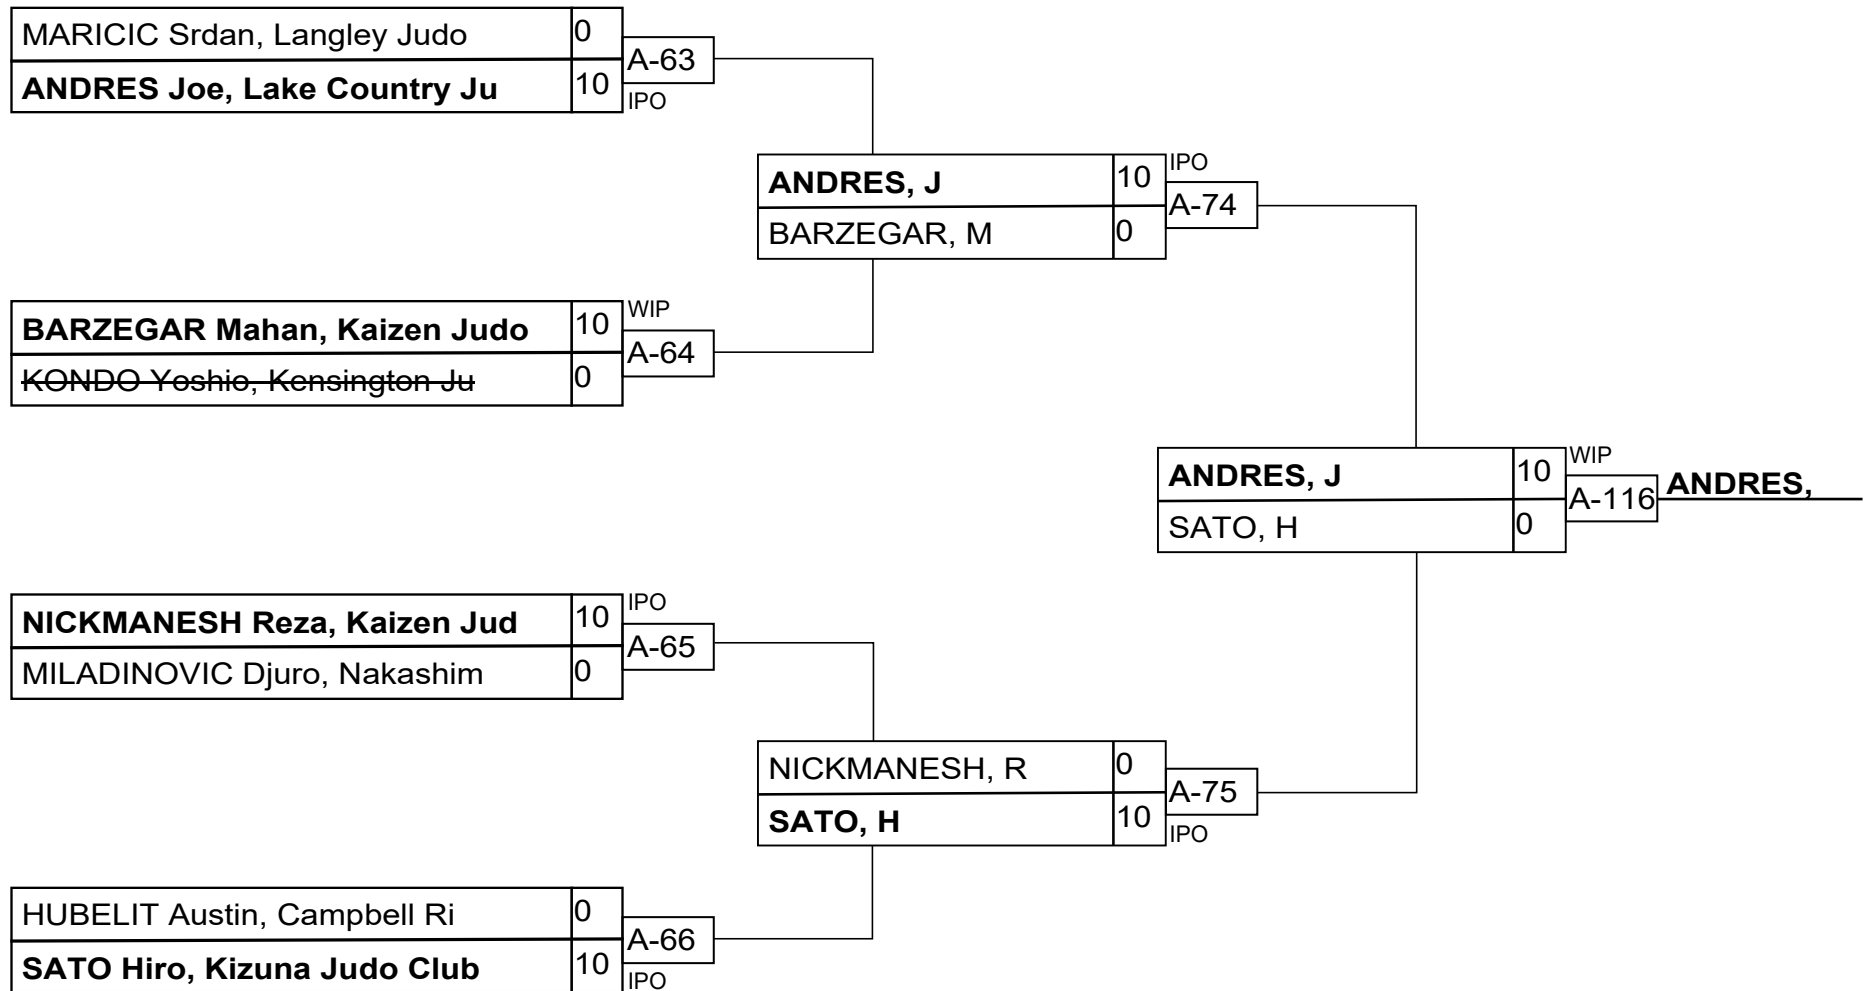 MARICIC Srdan, Langley Judo 0
ANDRES Joe, Lake Country Ju 10
A-63
IPO
ANDRES, J 10
BARZEGAR, M 0
IPO
A-74
BARZEGAR Mahan, Kaizen Judo 10
KONDO Yoshio, Kensington Ju 0
WIP
A-64
ANDRES, J 10
SATO, H 0
WIP
A-116
ANDRES,
NICKMANESH Reza, Kaizen Jud 10
MILADINOVIC Djuro, Nakashim 0
IPO
A-65
NICKMANESH, R 0
SATO, H 10
A-75
IPO
HUBELIT Austin, Campbell Ri 0
SATO Hiro, Kizuna Judo Club 10
A-66
IPO